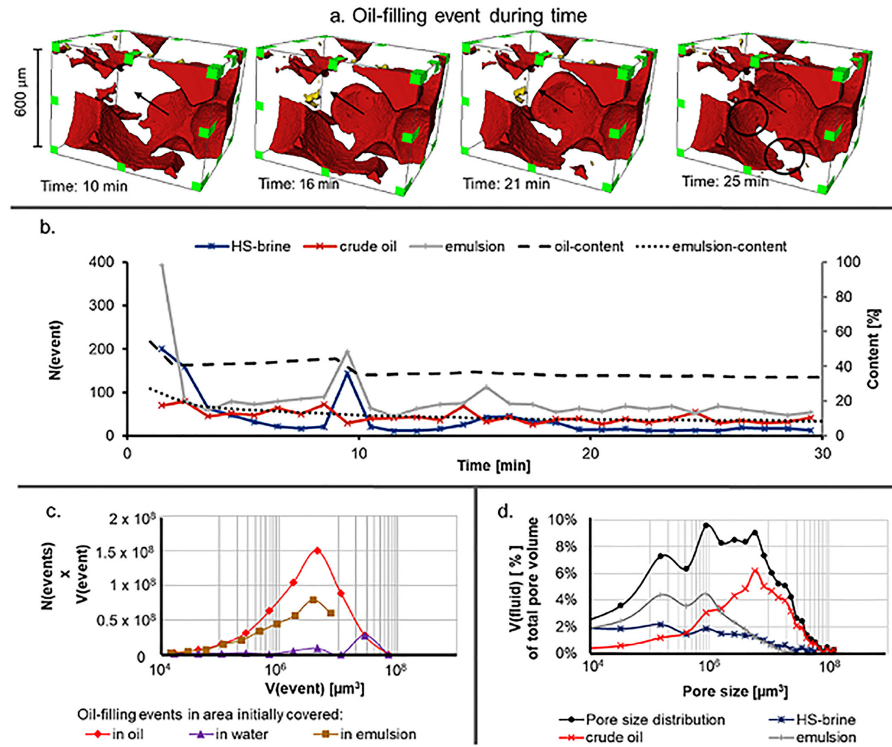 a. Oil-filling event during time
600 µm
Time: 10 min
Time: 16 min
Time: 21 min
Time: 25 min
b.
HS-brine crude oil emulsion oil-content emulsion-content
400 100
300 80
60
200
40
100
20
0 0
0 10 20 30
N(event)
Content [%]
Time [min]
c.
2 x 10⁸
1.5 x 10⁸
1 x 10⁸
0.5 x 10⁸
0
N(events)
x
V(event)
10⁴ 10⁶ 10⁸
V(event) [µm³]
Oil-filling events in area initially covered:
in oil in water in emulsion
d.
10%
8%
6%
4%
2%
0%
V(fluid) [ % ]
of total pore volume
10⁴ 10⁶ 10⁸
Pore size [µm³]
Pore size distribution HS-brine
crude oil emulsion